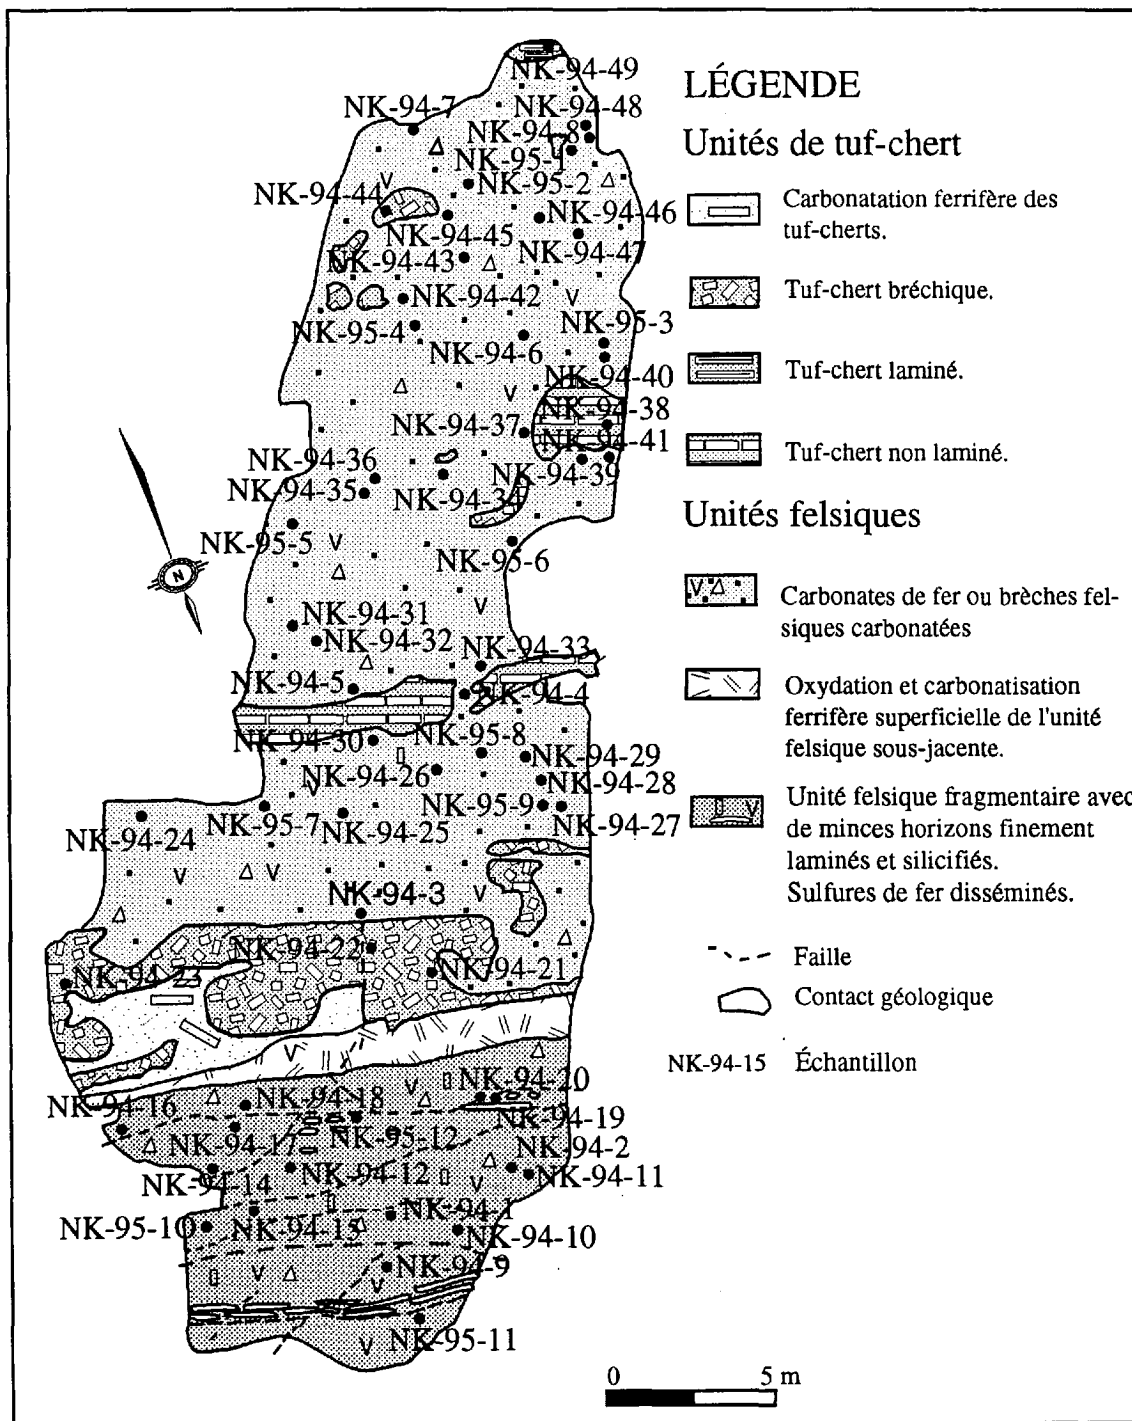 NK-94-49
NK-94-7
NK-94-48
NK-94-8
NK-95-1
NK-95-2
NK-94-44
NK-94-46
NK-94-45
NK-94-47
NK-94-43
NK-94-42
NK-95-4
NK-95-3
NK-94-6
NK-94-40
NK-94-38
NK-94-37
NK-94-41
NK-94-36
NK-94-39
NK-94-35
NK-94-34
NK-95-5
NK-95-6
N
NK-94-31
NK-94-32
NK-94-33
NK-94-5
NK-94-4
NK-94-30
NK-95-8
NK-94-29
NK-94-26
NK-94-28
NK-95-9
NK-94-24
NK-95-7
NK-94-25
NK-94-27
NK-94-3
NK-94-22
NK-94-21
NK-94-23
NK-94-20
NK-94-16
NK-94-18
NK-94-19
NK-94-17
NK-95-12
NK-94-2
NK-94-14
NK-94-12
NK-94-11
NK-95-10
NK-94-15
NK-94-1
NK-94-10
NK-94-9
NK-95-11
LÉGENDE
Unités de tuf-chert
Carbonatation ferrifère des
tuf-cherts.
Tuf-chert bréchique.
Tuf-chert laminé.
Tuf-chert non laminé.
Unités felsiques
Carbonates de fer ou brèches fel-
siques carbonatées
Oxydation et carbonatisation
ferrifère superficielle de l'unité
felsique sous-jacente.
Unité felsique fragmentaire avec
de minces horizons finement
laminés et silicifiés.
Sulfures de fer disséminés.
Faille
Contact géologique
NK-94-15 Échantillon
0 5 m